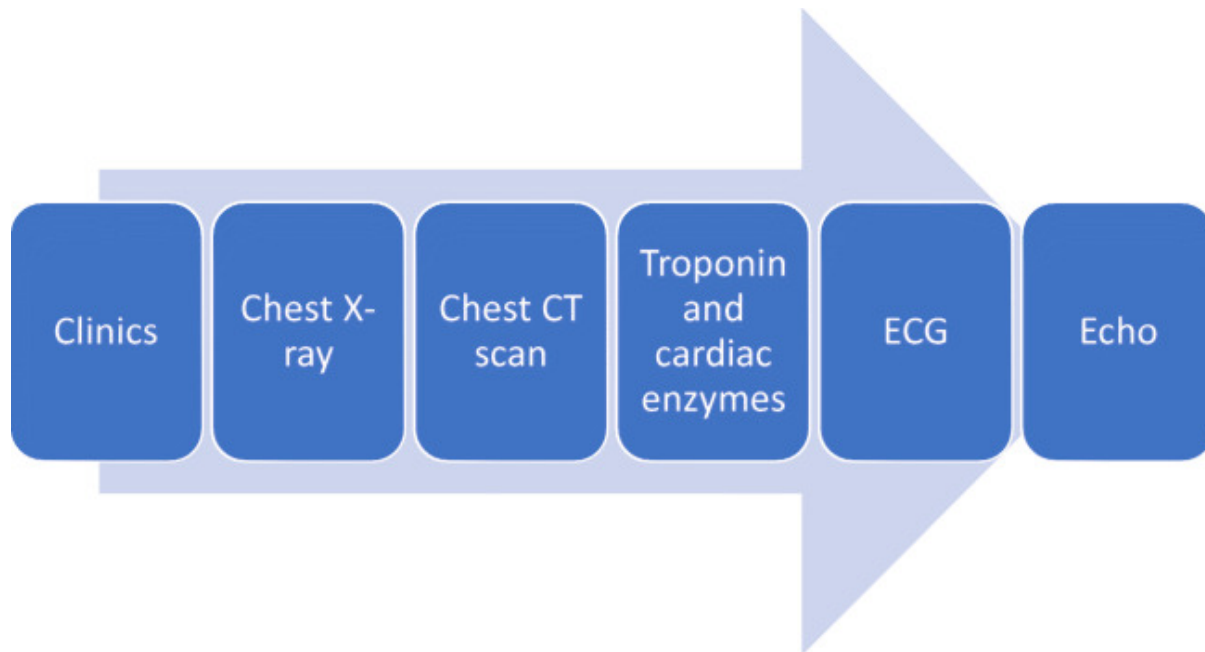 Clinics
Chest X-
ray
Chest CT
scan
Troponin
and
cardiac
enzymes
ECG
Echo